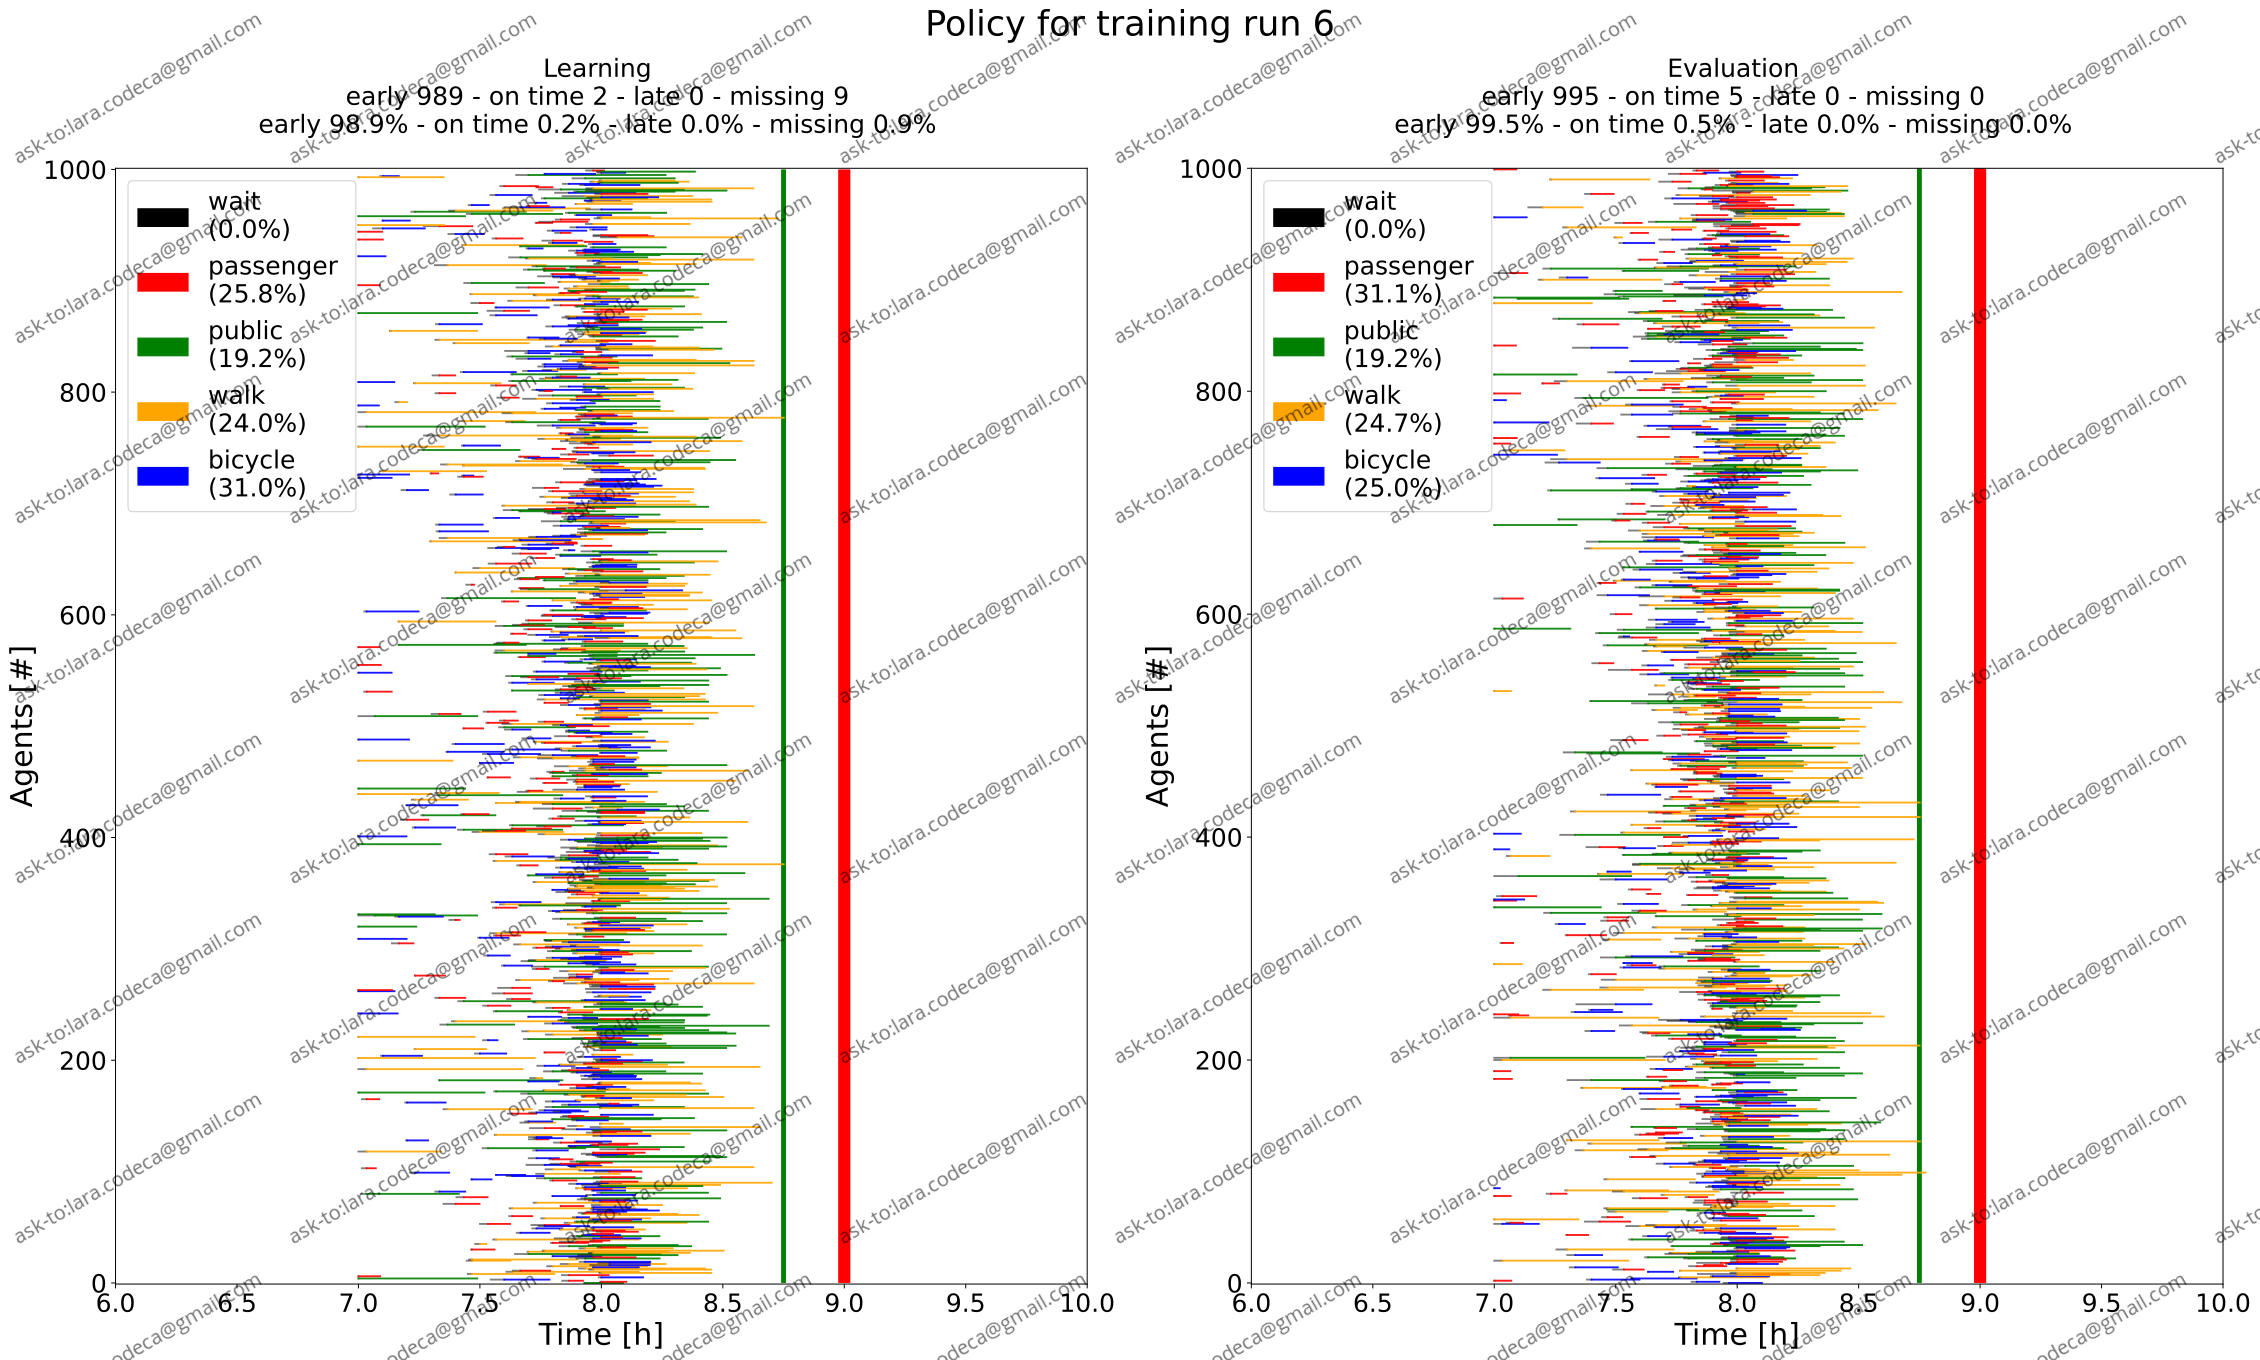 Policy for training run 6
Learning
early 989 - on time 2 - late 0 - missing 9
early 98.9% - on time 0.2% - late 0.0% - missing 0.9%
1000
800
600
400
200
0
Agents [#]
wait
(0.0%)
passenger
(25.8%)
public
(19.2%)
walk
(24.0%)
bicycle
(31.0%)
6.0 6.5 7.0 7.5 8.0 8.5 9.0 9.5 10.0
Time [h]
Evaluation
early 995 - on time 5 - late 0 - missing 0
early 99.5% - on time 0.5% - late 0.0% - missing 0.0%
1000
800
600
400
200
0
Agents [#]
wait
(0.0%)
passenger
(31.1%)
public
(19.2%)
walk
(24.7%)
bicycle
(25.0%)
6.0 6.5 7.0 7.5 8.0 8.5 9.0 9.5 10.0
Time [h]
ask-to:lara.codeca@gmail.com